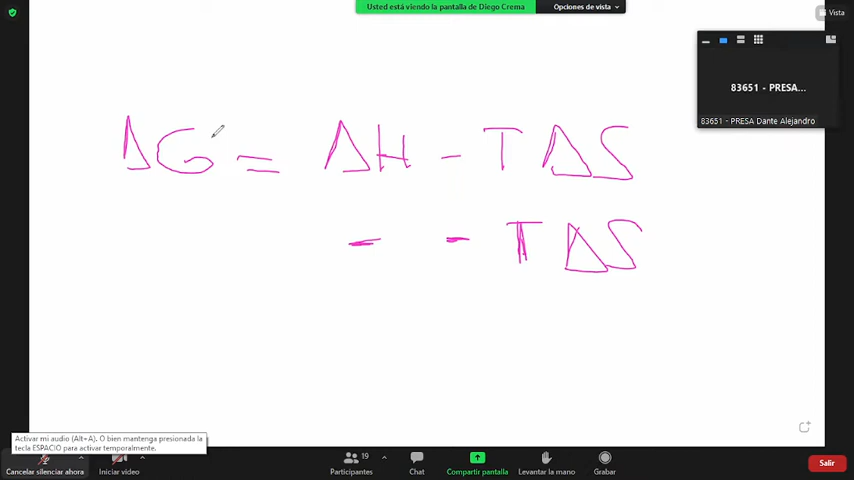 Usted está viendo la pantalla de Diego Crema
Opciones de vista
Vista
83651 - PRESA...
83651 - PRESA Dante Alejandro
ΔG = ΔH - TΔS
- - TΔS
Activar mi audio (Alt+A). O bien mantenga presionada la
tecla ESPACIO para activar temporalmente.
Cancelar silenciar ahora
Iniciar video
19
Participantes
Chat
Compartir pantalla
Levantar la mano
Grabar
Salir